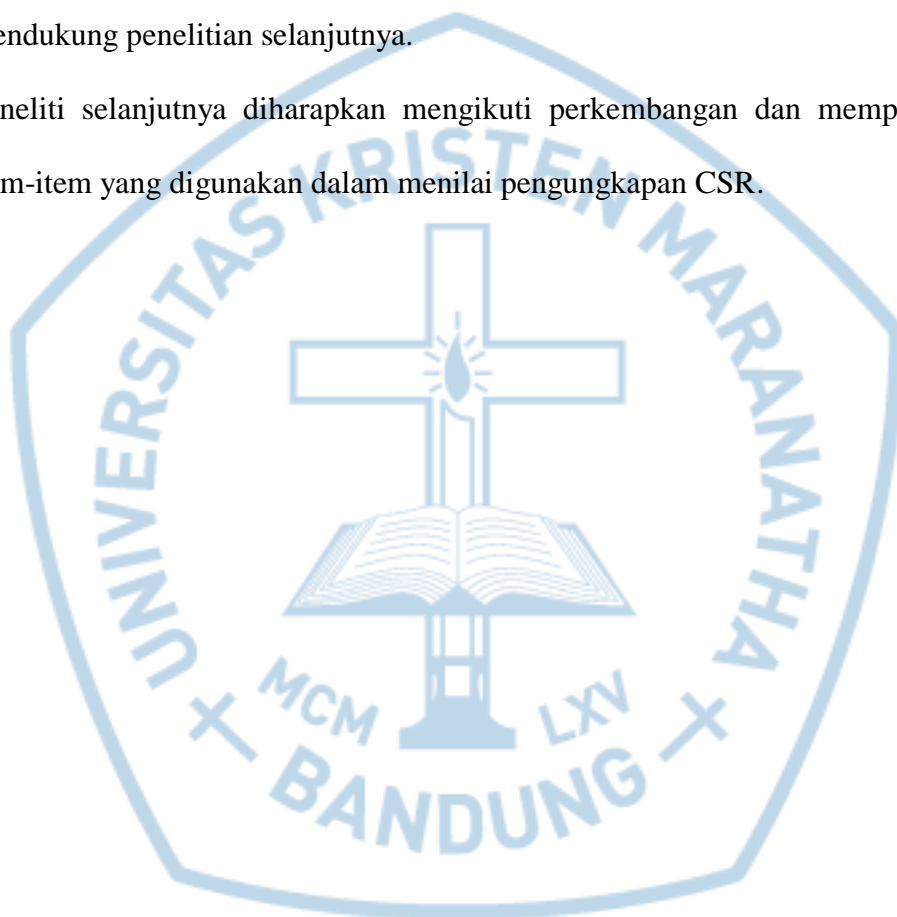 endukung penelitian selanjutnya.
neliti selanjutnya diharapkan mengikuti perkembangan dan memp
m-item yang digunakan dalam menilai pengungkapan CSR.
UNIVERSITAS KRISTEN MARANATHA
MCM LXV
BANDUNG